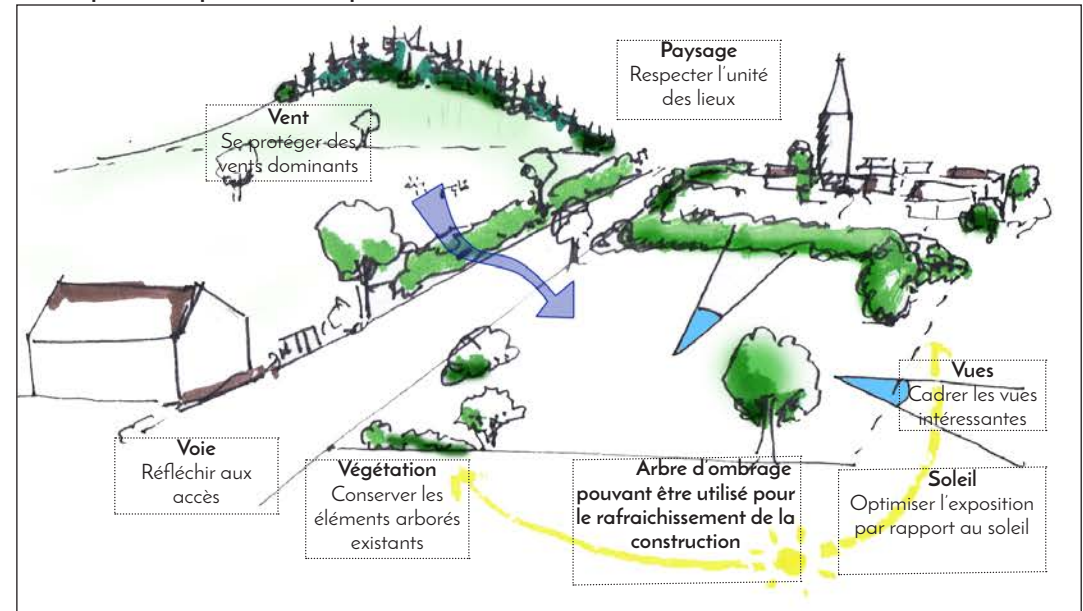 Paysage
Respecter l'unité
des lieux
Vent
Se protéger des
vents dominants
Vues
Cadrer les vues
intéressantes
Voie
Réfléchir aux
accès
Végétation
Conserver les
éléments arborés
existants
Arbre d'ombrage
pouvant être utilisé pour
le rafraichissement de la
construction
Soleil
Optimiser l'exposition
par rapport au soleil